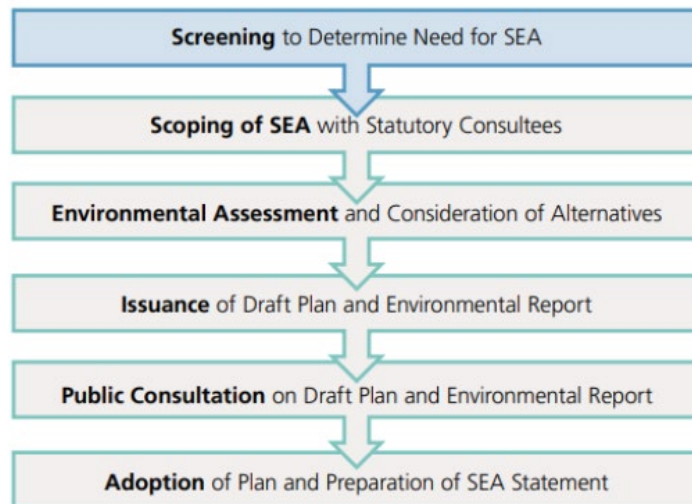 Screening to Determine Need for SEA
Scoping of SEA with Statutory Consultees
Environmental Assessment and Consideration of Alternatives
Issuance of Draft Plan and Environmental Report
Public Consultation on Draft Plan and Environmental Report
Adoption of Plan and Preparation of SEA Statement